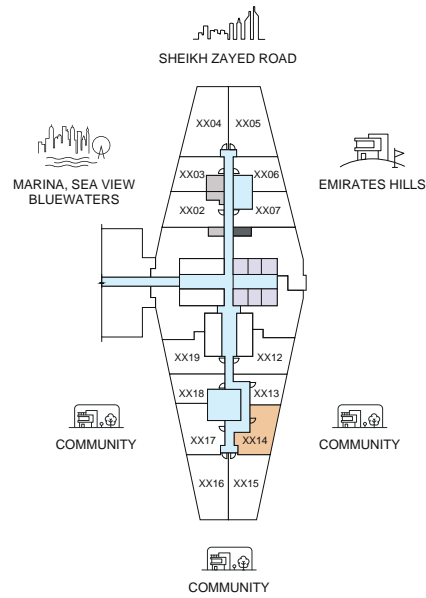 SHEIKH ZAYED ROAD
XX04 XX05
MARINA, SEA VIEW
BLUEWATERS
XX03 XX06
EMIRATES HILLS
XX02 XX07
XX19 XX12
XX18 XX13
COMMUNITY
XX17 XX14
COMMUNITY
XX16 XX15
COMMUNITY